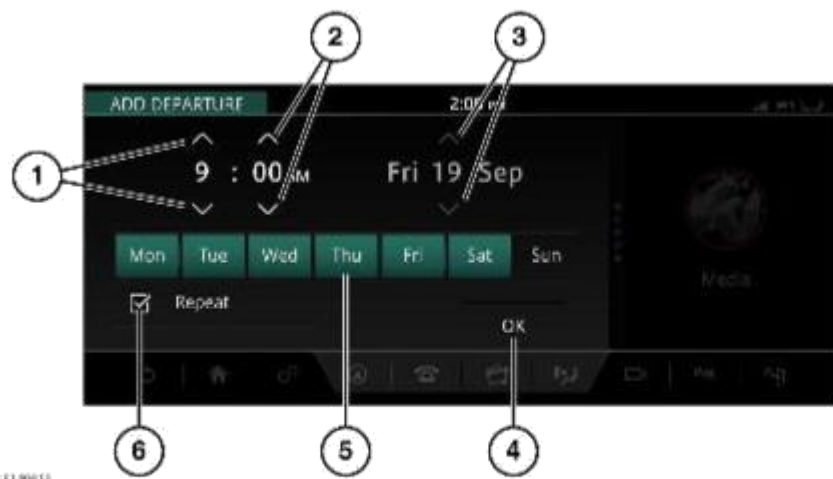 2 3
ADD DEPARTURE
1 9 : 00 Fri 19 Sep
Mon Tue Wed Thu Fri Sat Sun
Repeat
Media
OK
6 5 4